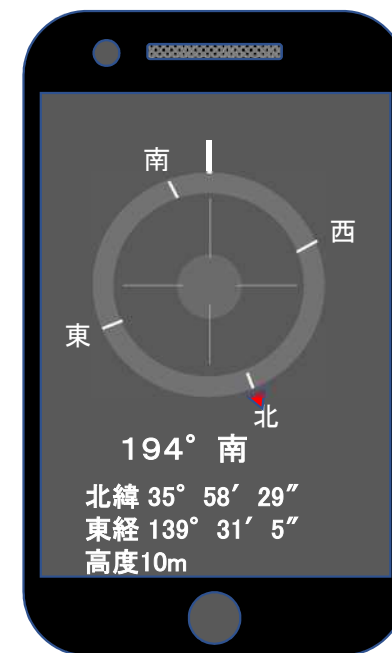 南
西
東
北
194° 南
北緯 35° 58′ 29″
東経 139° 31′ 5″
高度10m